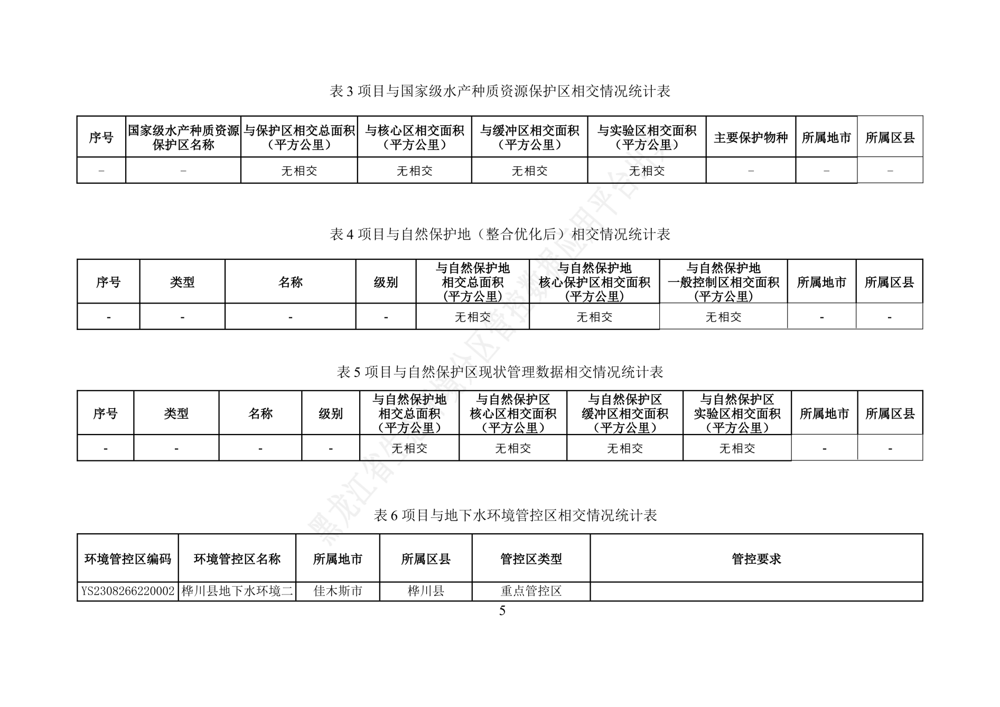 表 3 项目与国家级水产种质资源保护区相交情况统计表
序号 国家级水产种质资源保护区名称 与保护区相交总面积（平方公里） 与核心区相交面积（平方公里） 与缓冲区相交面积（平方公里） 与实验区相交面积（平方公里） 主要保护物种 所属地市 所属区县
– – 无相交 无相交 无相交 无相交 – – –
表 4 项目与自然保护地（整合优化后）相交情况统计表
序号 类型 名称 级别 与自然保护地相交总面积(平方公里) 与自然保护地核心保护区相交面积(平方公里) 与自然保护地一般控制区相交面积(平方公里) 所属地市 所属区县
- - - - 无相交 无相交 无相交 - -
表 5 项目与自然保护区现状管理数据相交情况统计表
序号 类型 名称 级别 与自然保护地相交总面积（平方公里） 与自然保护区核心区相交面积（平方公里） 与自然保护区缓冲区相交面积（平方公里） 与自然保护区实验区相交面积（平方公里） 所属地市 所属区县
- - - - 无相交 无相交 无相交 无相交 - -
表 6 项目与地下水环境管控区相交情况统计表
环境管控区编码 环境管控区名称 所属地市 所属区县 管控区类型 管控要求
YS2308266220002 桦川县地下水环境二 佳木斯市 桦川县 重点管控区
5